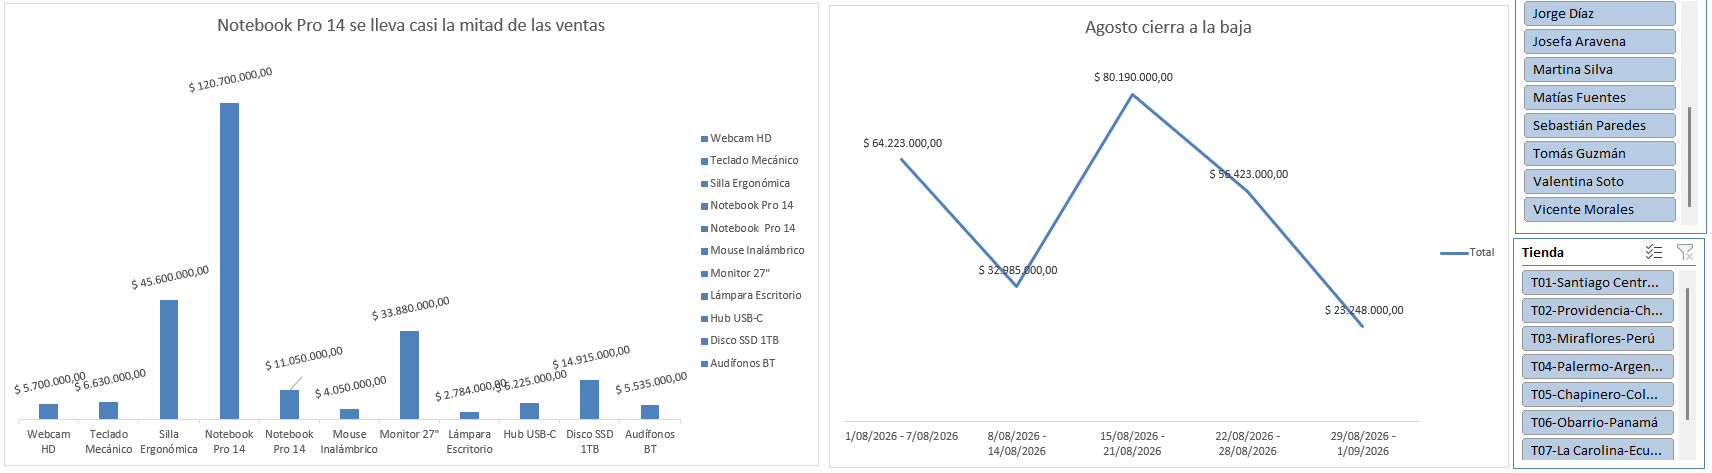 Notebook Pro 14 se lleva casi la mitad de las ventas
$ 5.700.000,00
$ 6.630.000,00
$ 45.600.000,00
$ 120.700.000,00
$ 11.050.000,00
$ 4.050.000,00
$ 33.880.000,00
$ 2.784.000,00
$ 6.225.000,00
$ 14.915.000,00
$ 5.535.000,00
Webcam
HD
Teclado
Mecánico
Silla
Ergonómica
Notebook
Pro 14
Notebook
Pro 14
Mouse
Inalámbrico
Monitor 27"
Lámpara
Escritorio
Hub USB-C
Disco SSD
1TB
Audífonos
BT
Webcam HD
Teclado Mecánico
Silla Ergonómica
Notebook Pro 14
Notebook  Pro 14
Mouse Inalámbrico
Monitor 27"
Lámpara Escritorio
Hub USB-C
Disco SSD 1TB
Audífonos BT
Agosto cierra a la baja
$ 64.223.000,00
$ 32.985.000,00
$ 80.190.000,00
$ 56.423.000,00
$ 23.248.000,00
1/08/2026 - 7/08/2026
8/08/2026 -
14/08/2026
15/08/2026 -
21/08/2026
22/08/2026 -
28/08/2026
29/08/2026 -
1/09/2026
Total
Jorge Díaz
Josefa Aravena
Martina Silva
Matías Fuentes
Sebastián Paredes
Tomás Guzmán
Valentina Soto
Vicente Morales
Tienda
T01-Santiago Centr...
T02-Providencia-Ch...
T03-Miraflores-Perú
T04-Palermo-Argen...
T05-Chapinero-Col...
T06-Obarrio-Panamá
T07-La Carolina-Ecu...